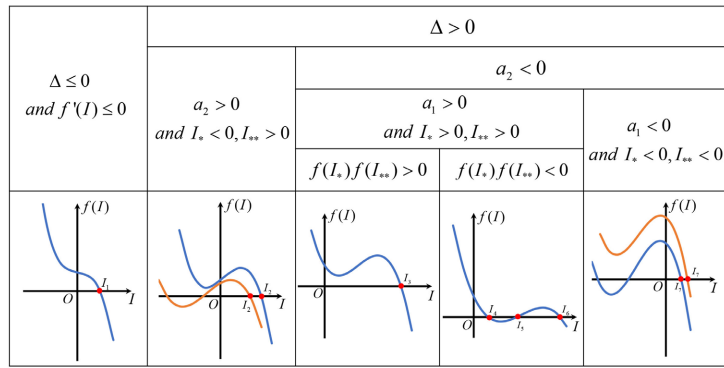 Δ ≤ 0
and f '(I) ≤ 0
Δ > 0
a₂ > 0
and I* < 0, I** > 0
a₂ < 0
a₁ > 0
and I* > 0, I** > 0
a₁ < 0
and I* < 0, I** < 0
f(I*) f(I**) > 0
f(I*) f(I**) < 0
f(I)
I₁
O
I
f(I)
I₂
I₂
O
I
f(I)
I₃
O
I
f(I)
I₄
I₅
I₆
O
I
f(I)
I₇
I₇
O
I